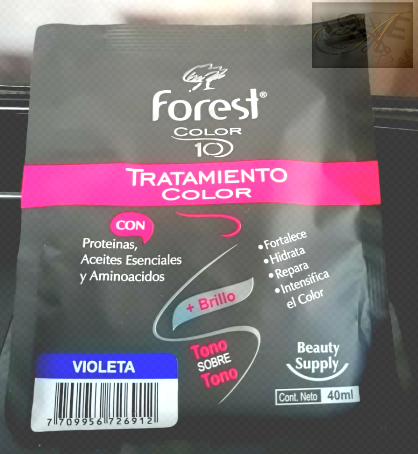 forest®
COLOR
10
TRATAMIENTO
COLOR
CON
Proteinas,
Aceites Esenciales
y Aminoacidos
•Fortalece
•Hidrata
•Repara
•Intensifica
el Color
+ Brillo
Tono
SOBRE
Tono
Beauty
Supply
VIOLETA
Cont. Neto 40ml
7 709956 726912